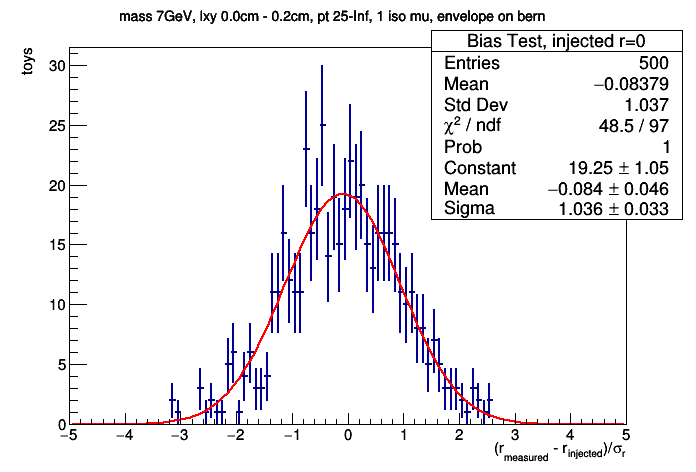 mass 7GeV, lxy 0.0cm - 0.2cm, pt 25-Inf, 1 iso mu, envelope on bern
Bias Test, injected r=0
Entries 500
Mean −0.08379
Std Dev 1.037
χ² / ndf 48.5 / 97
Prob 1
Constant 19.25 ± 1.05
Mean −0.084 ± 0.046
Sigma 1.036 ± 0.033
toys
30
25
20
15
10
5
0
−5 −4 −3 −2 −1 0 1 2 3 4 5
(r_measured - r_injected)/σ_r